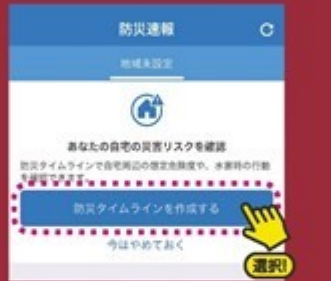 防災速報
地域未設定
あなたの自宅の災害リスクを確認
防災タイムラインで自宅周辺の想定危険度や、水害時の行動
を確認できます。
防災タイムラインを作成する
今はやめておく
選択!